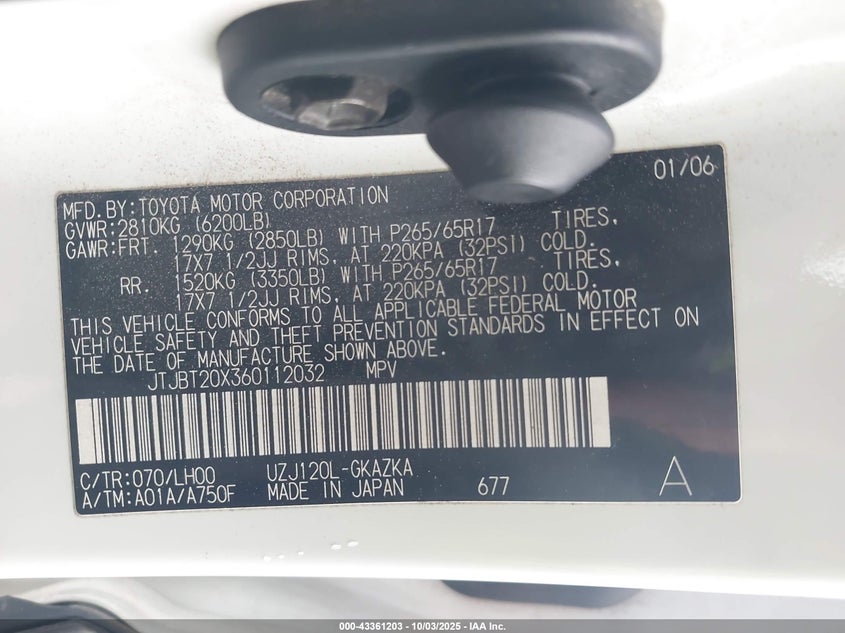 01/06
MFD.BY:TOYOTA MOTOR CORPORATION
GVWR:2810KG (6200LB)
GAWR:FRT. 1290KG (2850LB) WITH P265/65R17 TIRES,
17X7 1/2JJ RIMS, AT 220KPA (32PSI) COLD.
RR. 1520KG (3350LB) WITH P265/65R17 TIRES,
17X7 1/2JJ RIMS, AT 220KPA (32PSI) COLD.
THIS VEHICLE CONFORMS TO ALL APPLICABLE FEDERAL MOTOR
VEHICLE SAFETY AND THEFT PREVENTION STANDARDS IN EFFECT ON
THE DATE OF MANUFACTURE SHOWN ABOVE.
JTJBT20X360112032 MPV
C/TR:070/LH00 UZJ120L-GKAZKA
A/TM:A01A/A750F MADE IN JAPAN 677 A
000-43361203 - 10/03/2025 - IAA Inc.